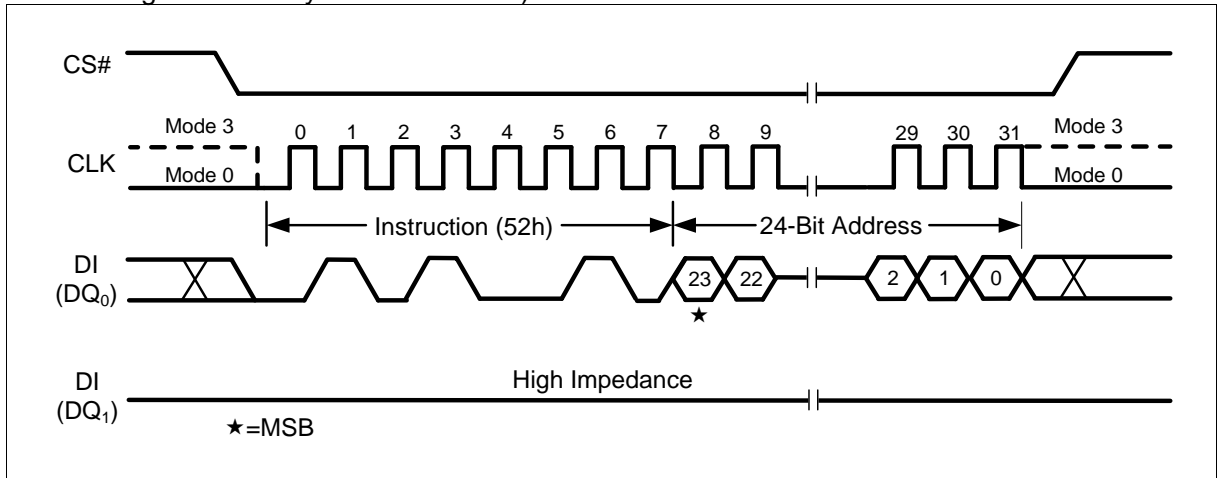 CS#
Mode 3 0 1 2 3 4 5 6 7 8 9 29 30 31 Mode 3
CLK
Mode 0 Mode 0
Instruction (52h) 24-Bit Address
DI
(DQ0) 23 22 2 1 0
★
High Impedance
DI
(DQ1)
★=MSB